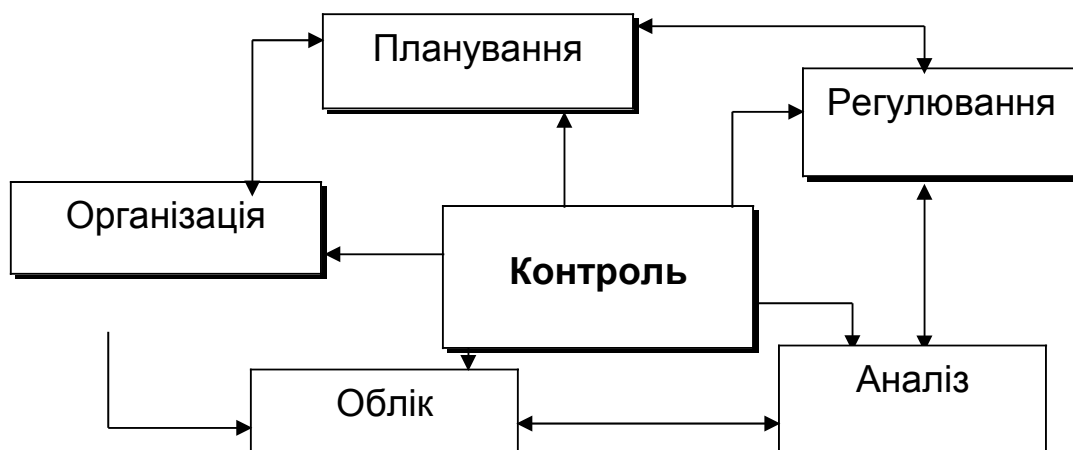 Планування
Регулювання
Організація
Контроль
Аналіз
Облік